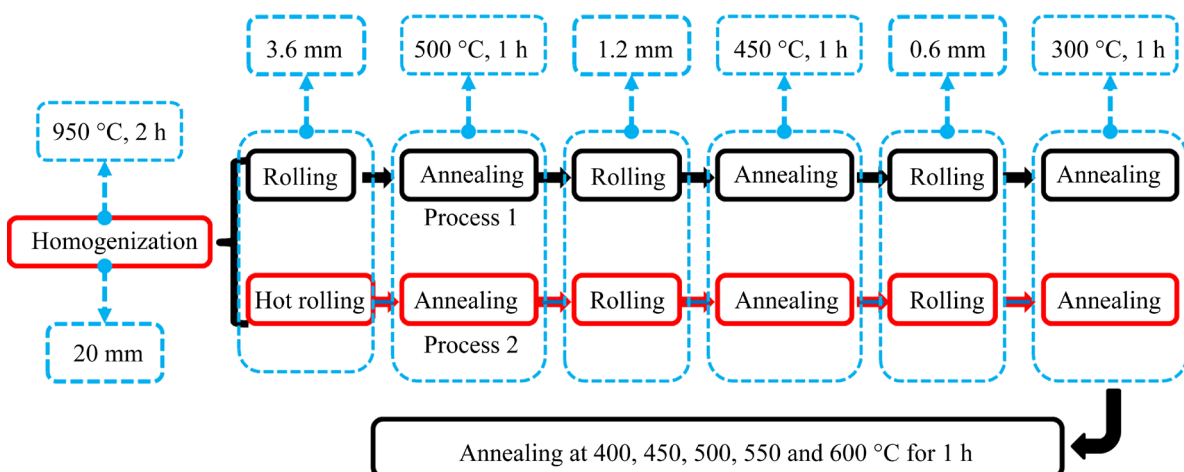 3.6 mm
500 °C, 1 h
1.2 mm
450 °C, 1 h
0.6 mm
300 °C, 1 h
950 °C, 2 h
Rolling
Annealing
Rolling
Annealing
Rolling
Annealing
Process 1
Homogenization
Hot rolling
Annealing
Rolling
Annealing
Rolling
Annealing
Process 2
20 mm
Annealing at 400, 450, 500, 550 and 600 °C for 1 h